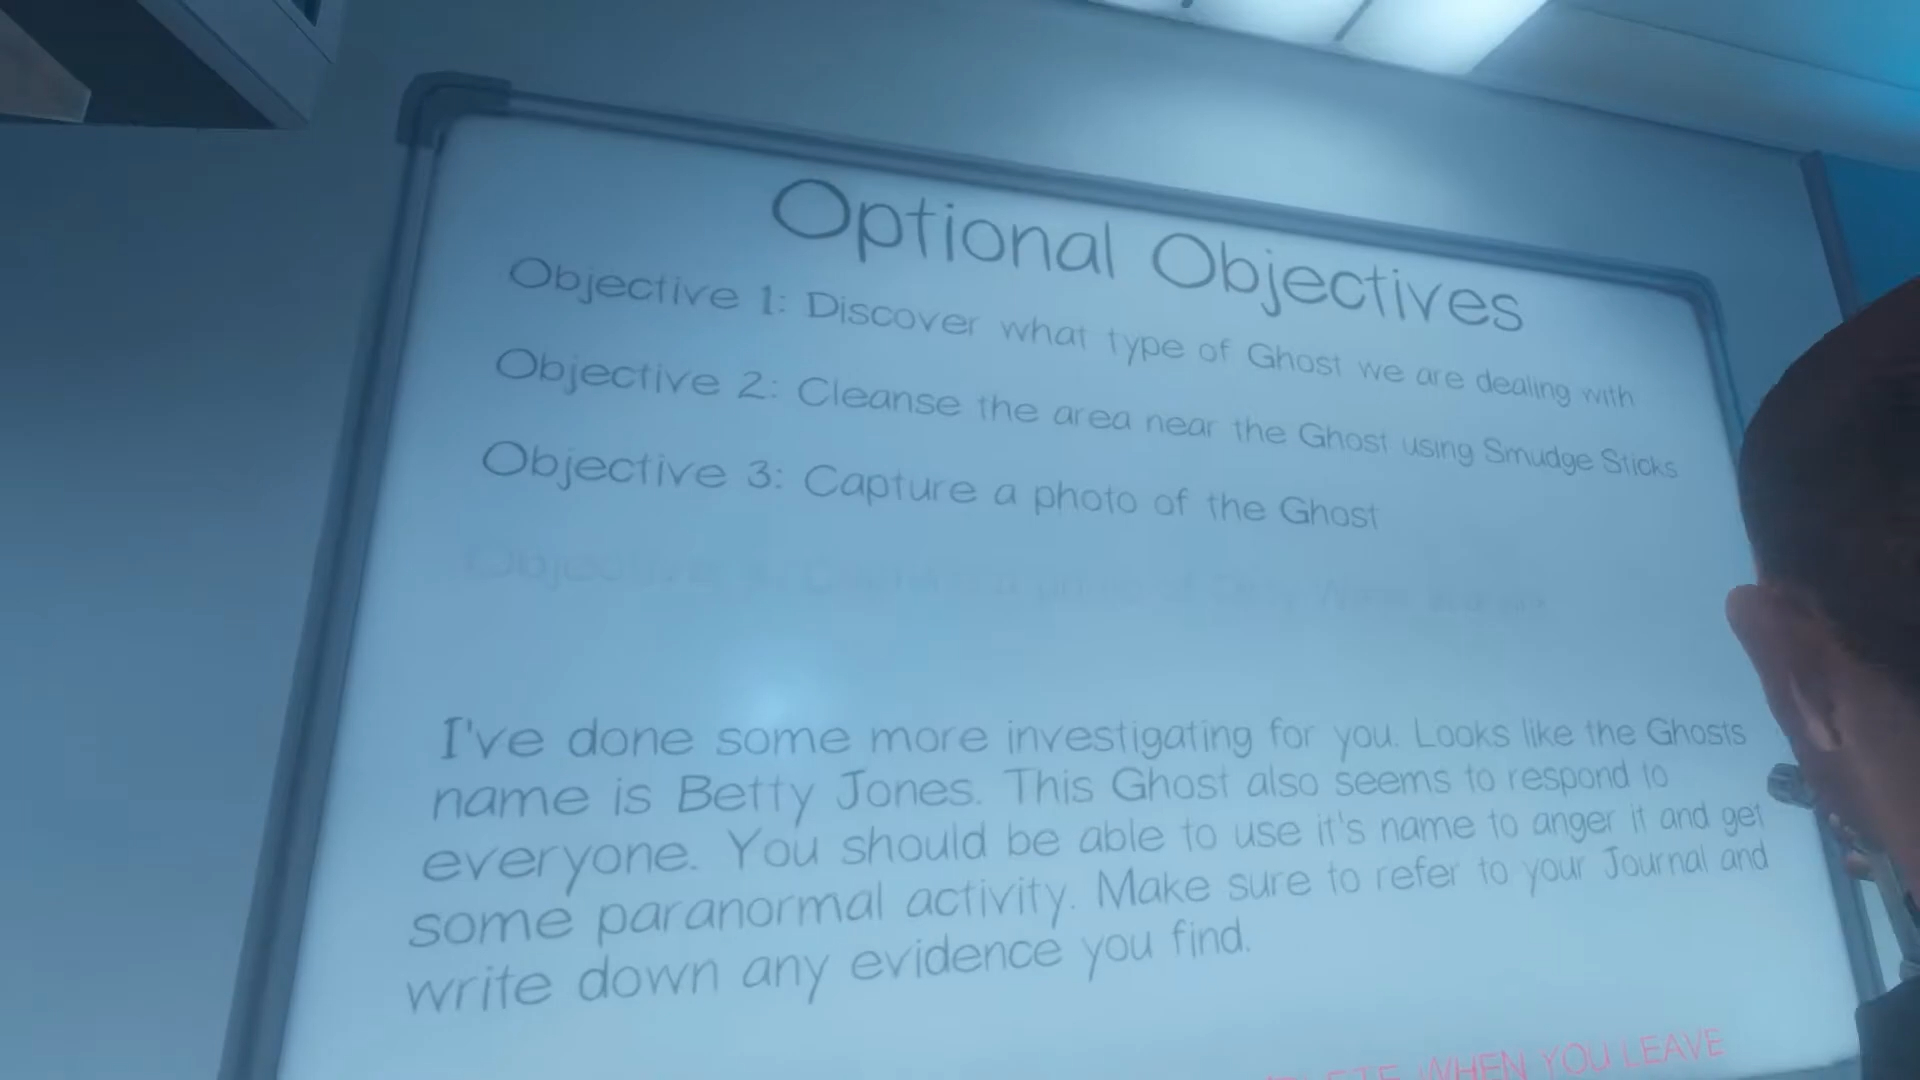 Optional Objectives
Objective 1: Discover what type of Ghost we are dealing with
Objective 2: Cleanse the area near the Ghost using Smudge Sticks
Objective 3: Capture a photo of the Ghost
I've done some more investigating for you. Looks like the Ghosts
name is Betty Jones. This Ghost also seems to respond to
everyone. You should be able to use it's name to anger it and get
some paranormal activity. Make sure to refer to your Journal and
write down any evidence you find.
WHEN YOU LEAVE